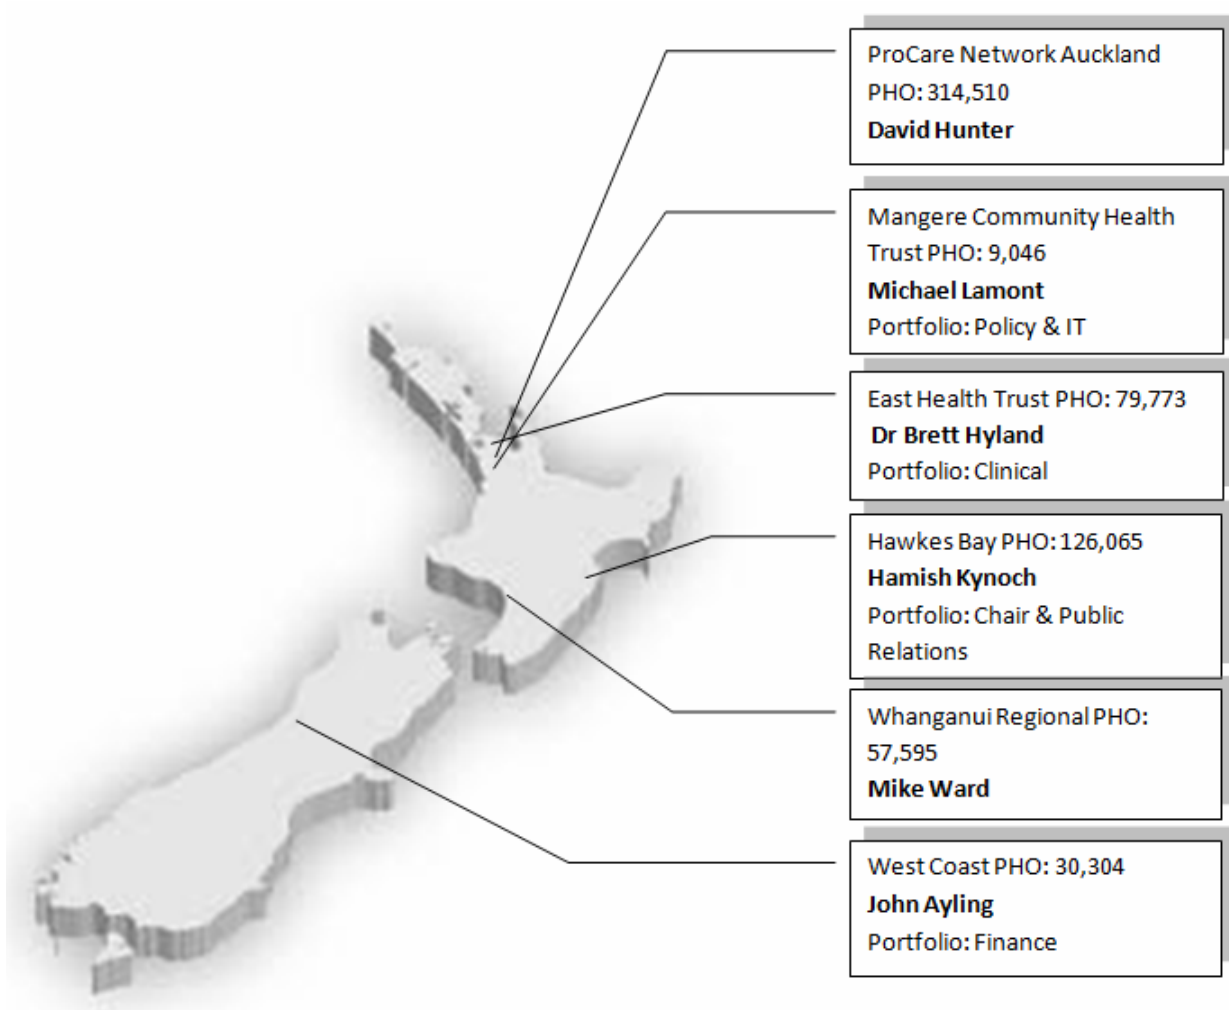 ProCare Network Auckland
PHO: 314,510
David Hunter
Mangere Community Health
Trust PHO: 9,046
Michael Lamont
Portfolio: Policy & IT
East Health Trust PHO: 79,773
Dr Brett Hyland
Portfolio: Clinical
Hawkes Bay PHO: 126,065
Hamish Kynoch
Portfolio: Chair & Public
Relations
Whanganui Regional PHO:
57,595
Mike Ward
West Coast PHO: 30,304
John Ayling
Portfolio: Finance